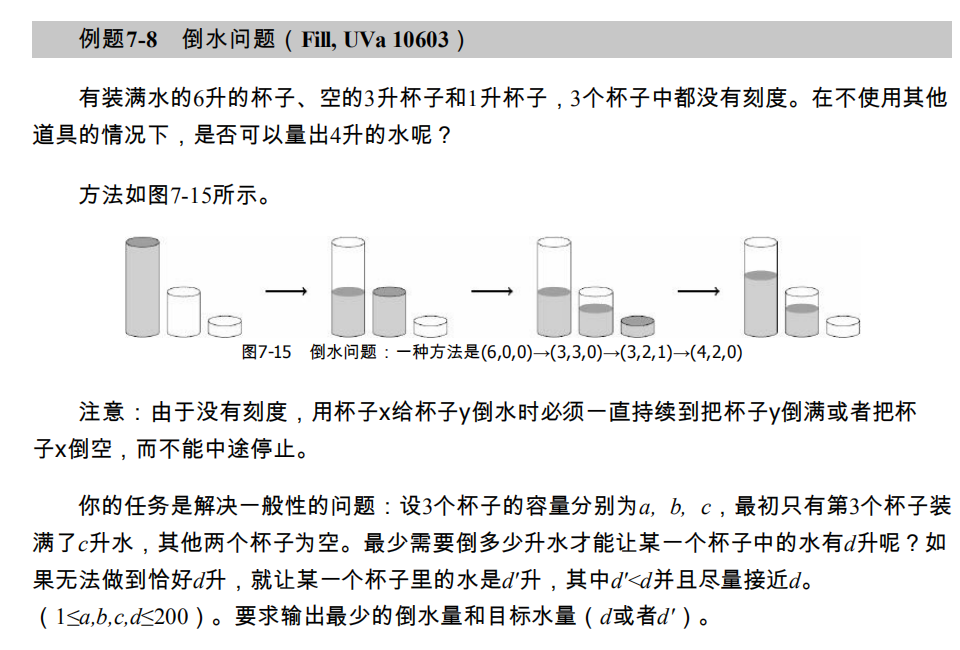 例题7-8 倒水问题（Fill, UVa 10603）
有装满水的6升的杯子、空的3升杯子和1升杯子，3个杯子中都没有刻度。在不使用其他
道具的情况下，是否可以量出4升的水呢？
方法如图7-15所示。
图7-15 倒水问题：一种方法是(6,0,0)→(3,3,0)→(3,2,1)→(4,2,0)
注意：由于没有刻度，用杯子x给杯子y倒水时必须一直持续到把杯子y倒满或者把杯
子x倒空，而不能中途停止。
你的任务是解决一般性的问题：设3个杯子的容量分别为a, b, c，最初只有第3个杯子装
满了c升水，其他两个杯子为空。最少需要倒多少升水才能让某一个杯子中的水有d升呢？如
果无法做到恰好d升，就让某一个杯子里的水是d'升，其中d'<d并且尽量接近d。
（1≤a,b,c,d≤200）。要求输出最少的倒水量和目标水量（d或者d'）。